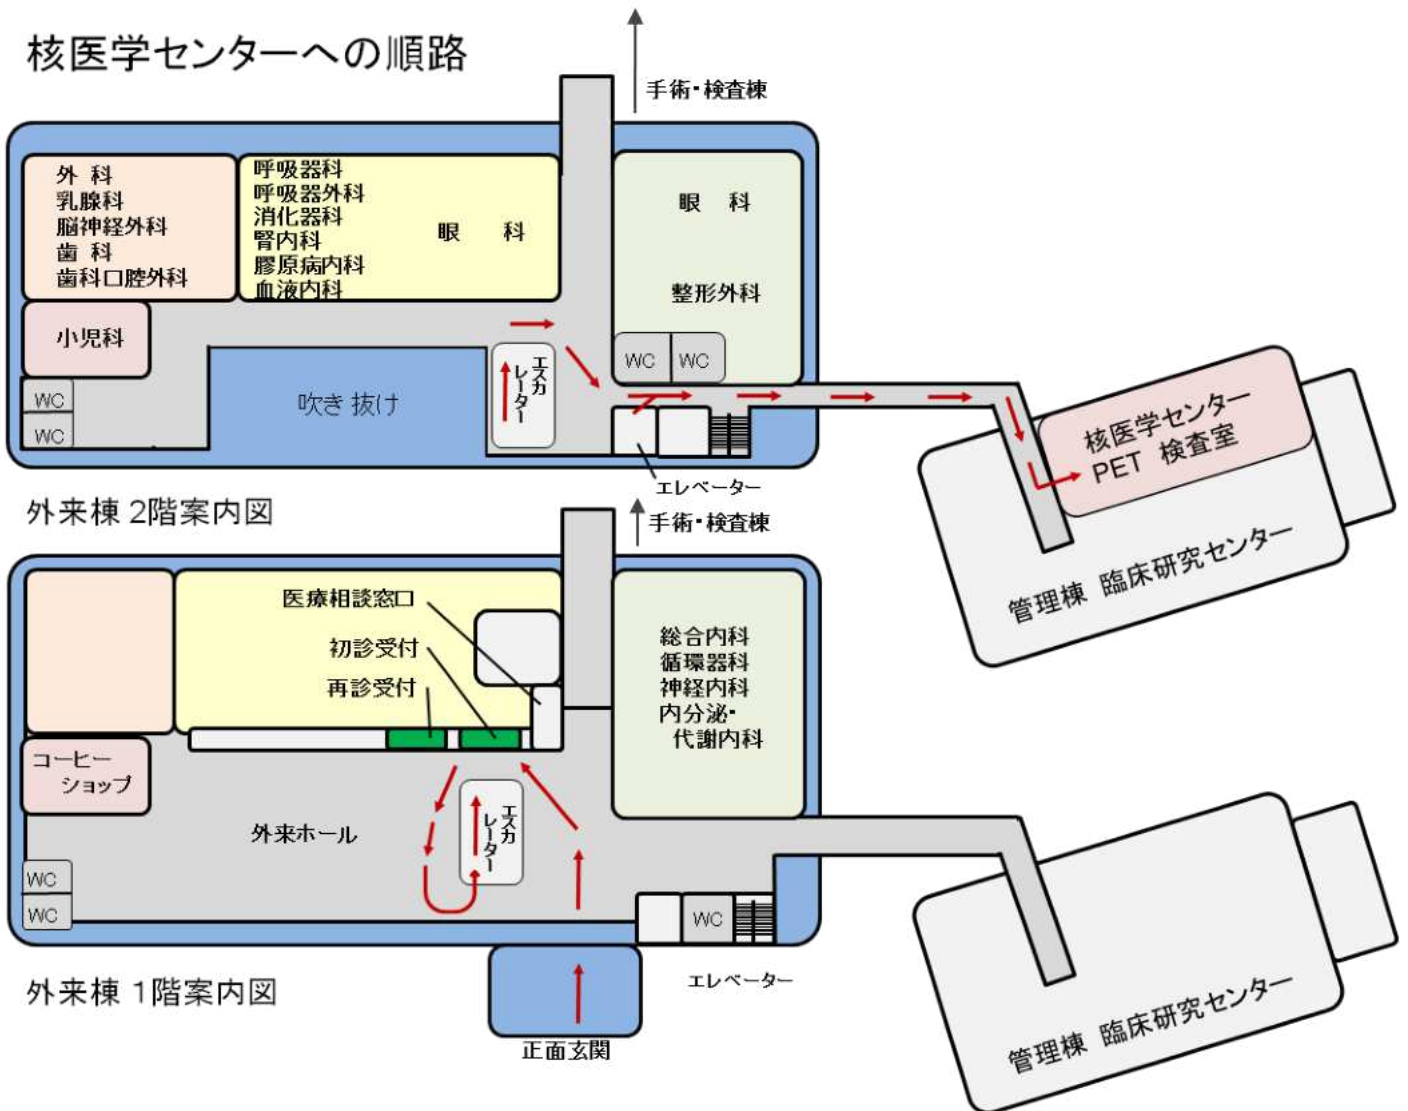 核医学センターへの順路
手術・検査棟
外 科
乳腺科
脳神経外科
歯 科
歯科口腔外科
呼吸器科
呼吸器外科
消化器科
腎内科
膠原病内科
血液内科
眼 科
眼 科
整形外科
小児科
WC
WC
吹き抜け
エスカ
レーター
WC
WC
エレベーター
核医学センター
PET 検査室
管理棟 臨床研究センター
外来棟 2階案内図
手術・検査棟
医療相談窓口
初診受付
再診受付
総合内科
循環器科
神経内科
内分泌・
代謝内科
コーヒー
ショップ
外来ホール
エスカ
レーター
WC
WC
WC
エレベーター
正面玄関
管理棟 臨床研究センター
外来棟 1階案内図